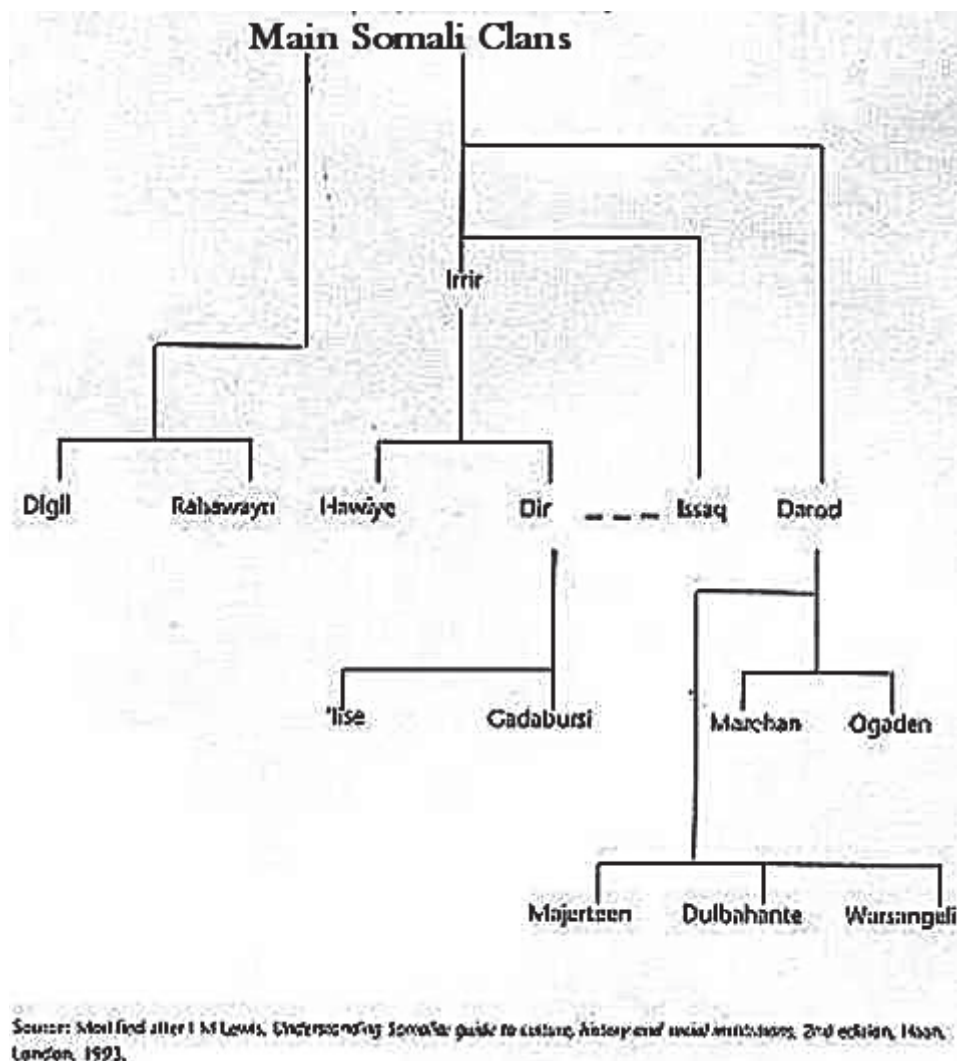 Main Somali Clans
Irrir
Digil Rahawayn Hawiye Dir Issaq Darod
'Iise Gadabursi Marehan Ogaden
Majerteen Dulbahante Warsangeli
Source: Modified after I M Lewis, Understanding Somalia: guide to culture, history and social institutions, 2nd edition, Haan,
London, 1993.